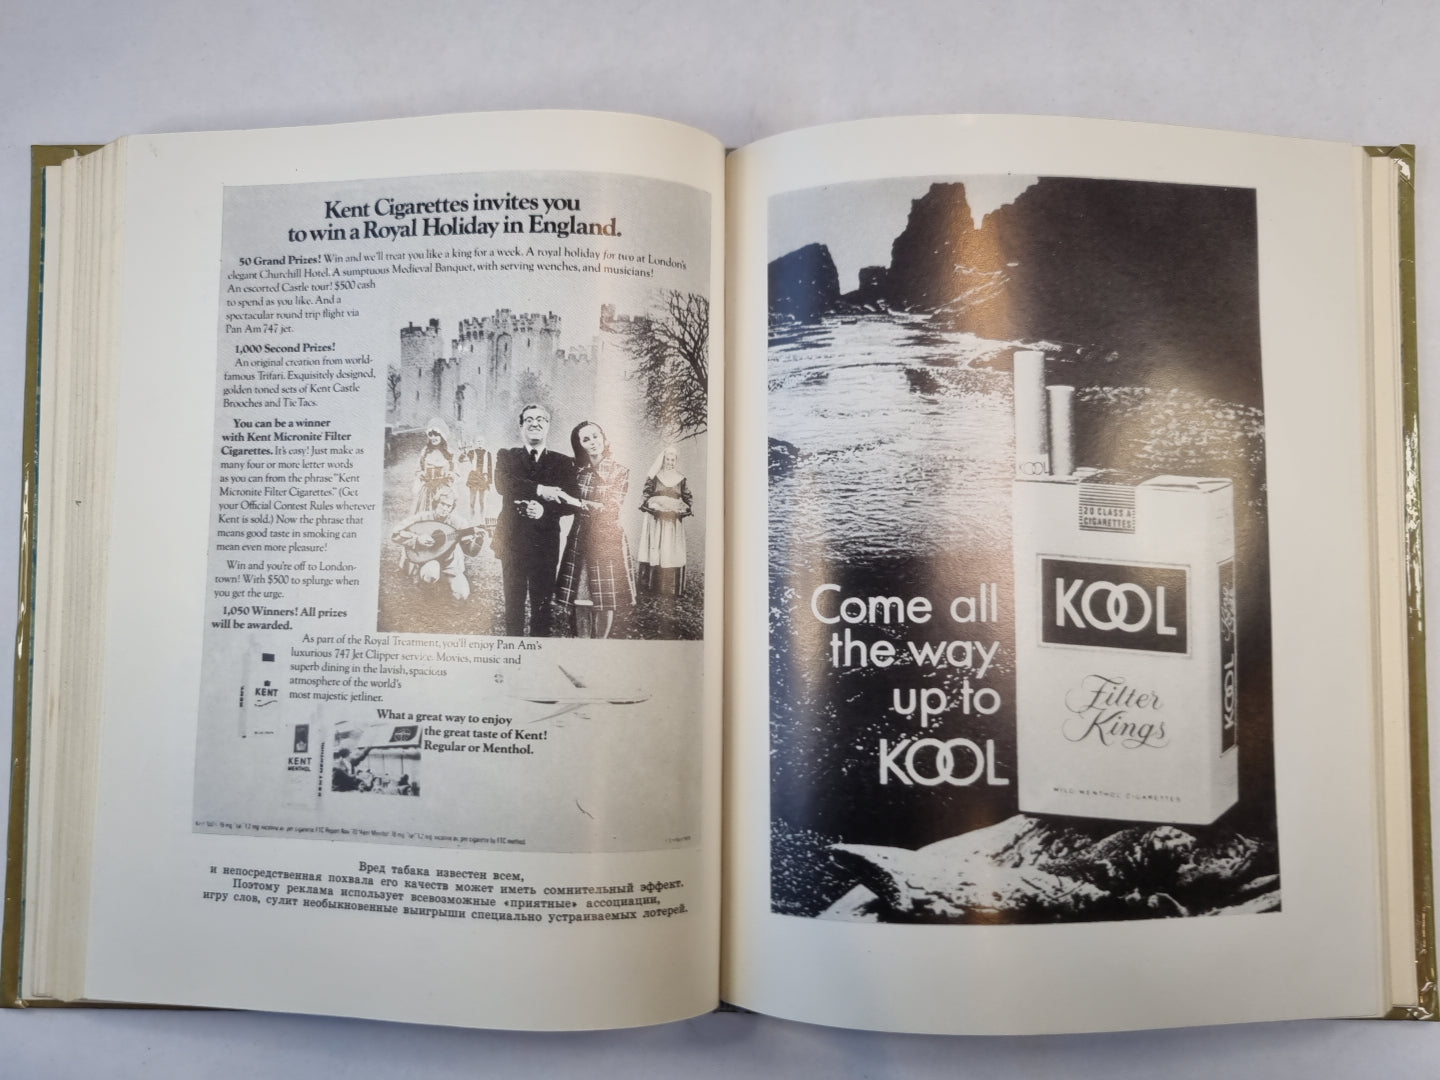 Kent Cigarettes invites you
to win a Royal Holiday in England.
50 Grand Prizes! Win and we'll treat you like a king for a week. A royal holiday for two at London's
elegant Churchill Hotel. A sumptuous Medieval Banquet, with serving wenches, and musicians!
An escorted Castle tour! $500 cash
to spend as you like. And a
spectacular round trip flight via
Pan Am 747 jet.
1,000 Second Prizes!
An original creation from world-
famous Trifari. Exquisitely designed,
golden toned sets of Kent Castle
Brooches and Tie Tacs.
You can be a winner
with Kent Micronite Filter
Cigarettes. It's easy! Just make as
many four or more letter words
as you can from the phrase "Kent
Micronite Filter Cigarettes." (Get
your Official Contest Rules wherever
Kent is sold.) Now the phrase that
means good taste in smoking can
mean even more pleasure!
Win and you're off to London-
town! With $500 to splurge when
you get the urge.
1,050 Winners! All prizes
will be awarded.
As part of the Royal Treatment, you'll enjoy Pan Am's
luxurious 747 Jet Clipper service. Movies, music and
superb dining in the lavish, spacious
atmosphere of the world's
most majestic jetliner.
KENT
What a great way to enjoy
the great taste of Kent!
Regular or Menthol.
KENT
MENTHOL
Вред табака известен всем,
и непосредственная похвала его качеств может иметь сомнительный эффект.
Поэтому реклама использует всевозможные «приятные» ассоциации,
игру слов, сулит необыкновенные выигрыши специально устраиваемых лотерей.
KOOL
20 CLASS A
CIGARETTES
KOOL
Filter
Kings
MILD MENTHOL CIGARETTES
KOOL
Come all
the way
up to
KOOL